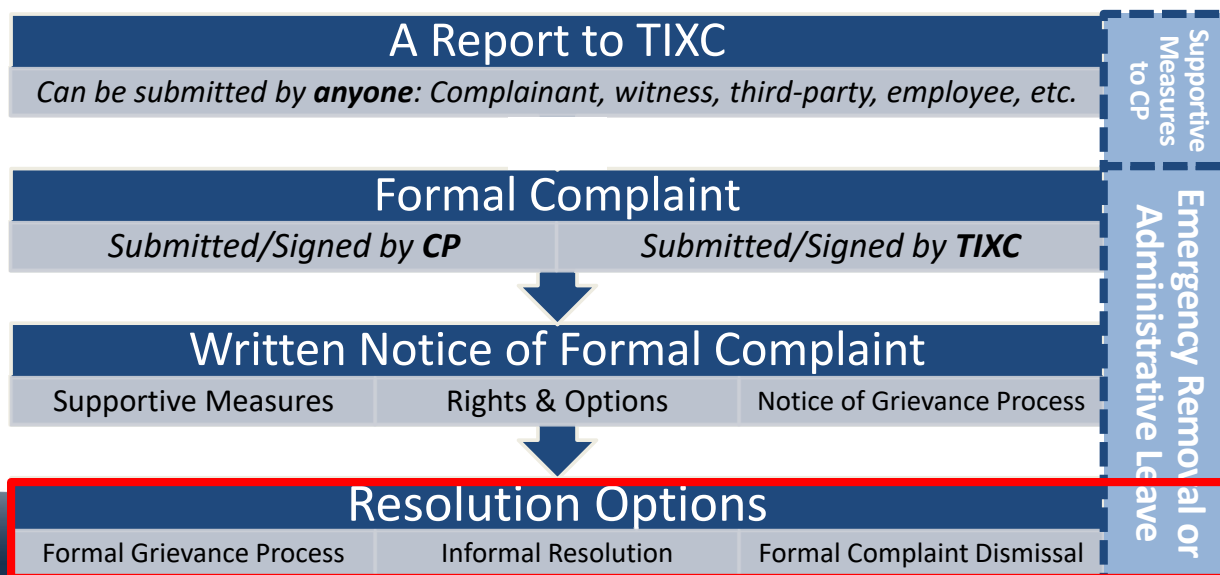 A Report to TIXC
Can be submitted by anyone: Complainant, witness, third-party, employee, etc.
Supportive
Measures
to CP
Formal Complaint
Submitted/Signed by CP
Submitted/Signed by TIXC
Written Notice of Formal Complaint
Supportive Measures
Rights & Options
Notice of Grievance Process
Emergency Removal or
Administrative Leave
Resolution Options
Formal Grievance Process
Informal Resolution
Formal Complaint Dismissal